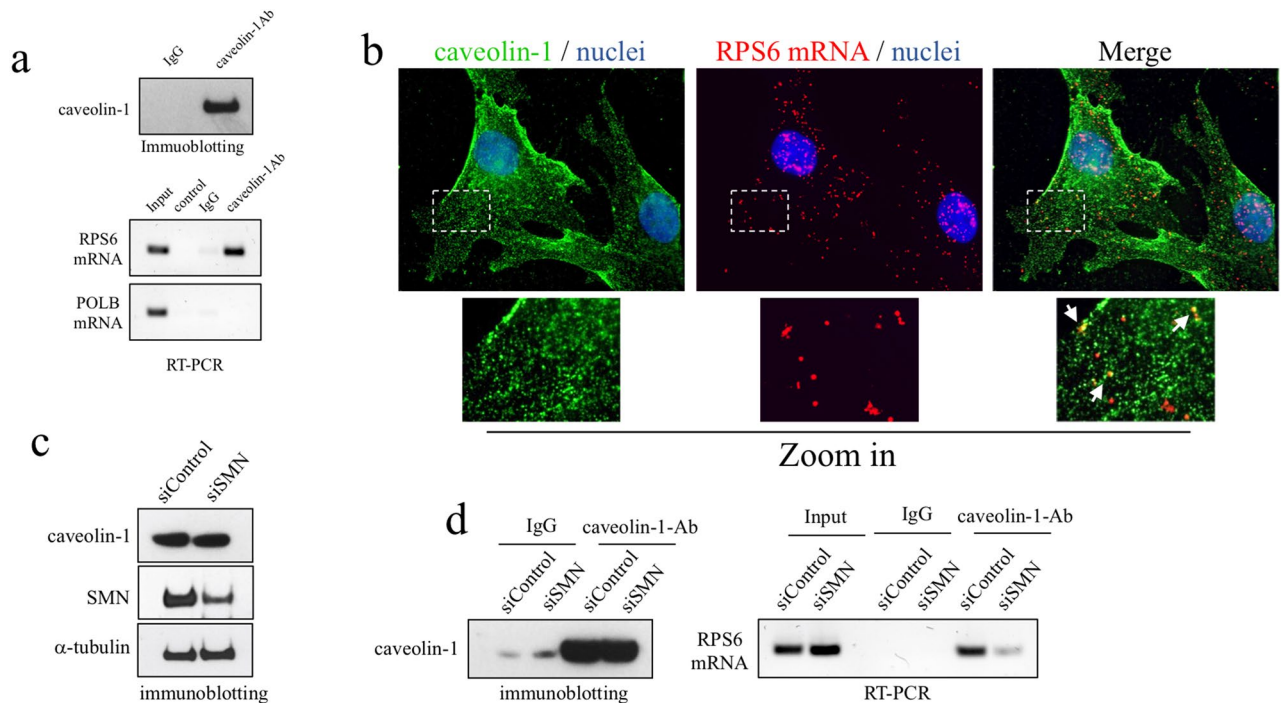 a
IgG
caveolin-1Ab
caveolin-1
Immuoblotting
Input
control
IgG
caveolin-1Ab
RPS6
mRNA
POLB
mRNA
RT-PCR
b
caveolin-1 / nuclei
RPS6 mRNA / nuclei
Merge
Zoom in
c
siControl
siSMN
caveolin-1
SMN
α-tubulin
immunoblotting
d
IgG
caveolin-1-Ab
siControl
siSMN
siControl
siSMN
caveolin-1
immunoblotting
Input
IgG
caveolin-1-Ab
siControl
siSMN
siControl
siSMN
siControl
siSMN
RPS6
mRNA
RT-PCR